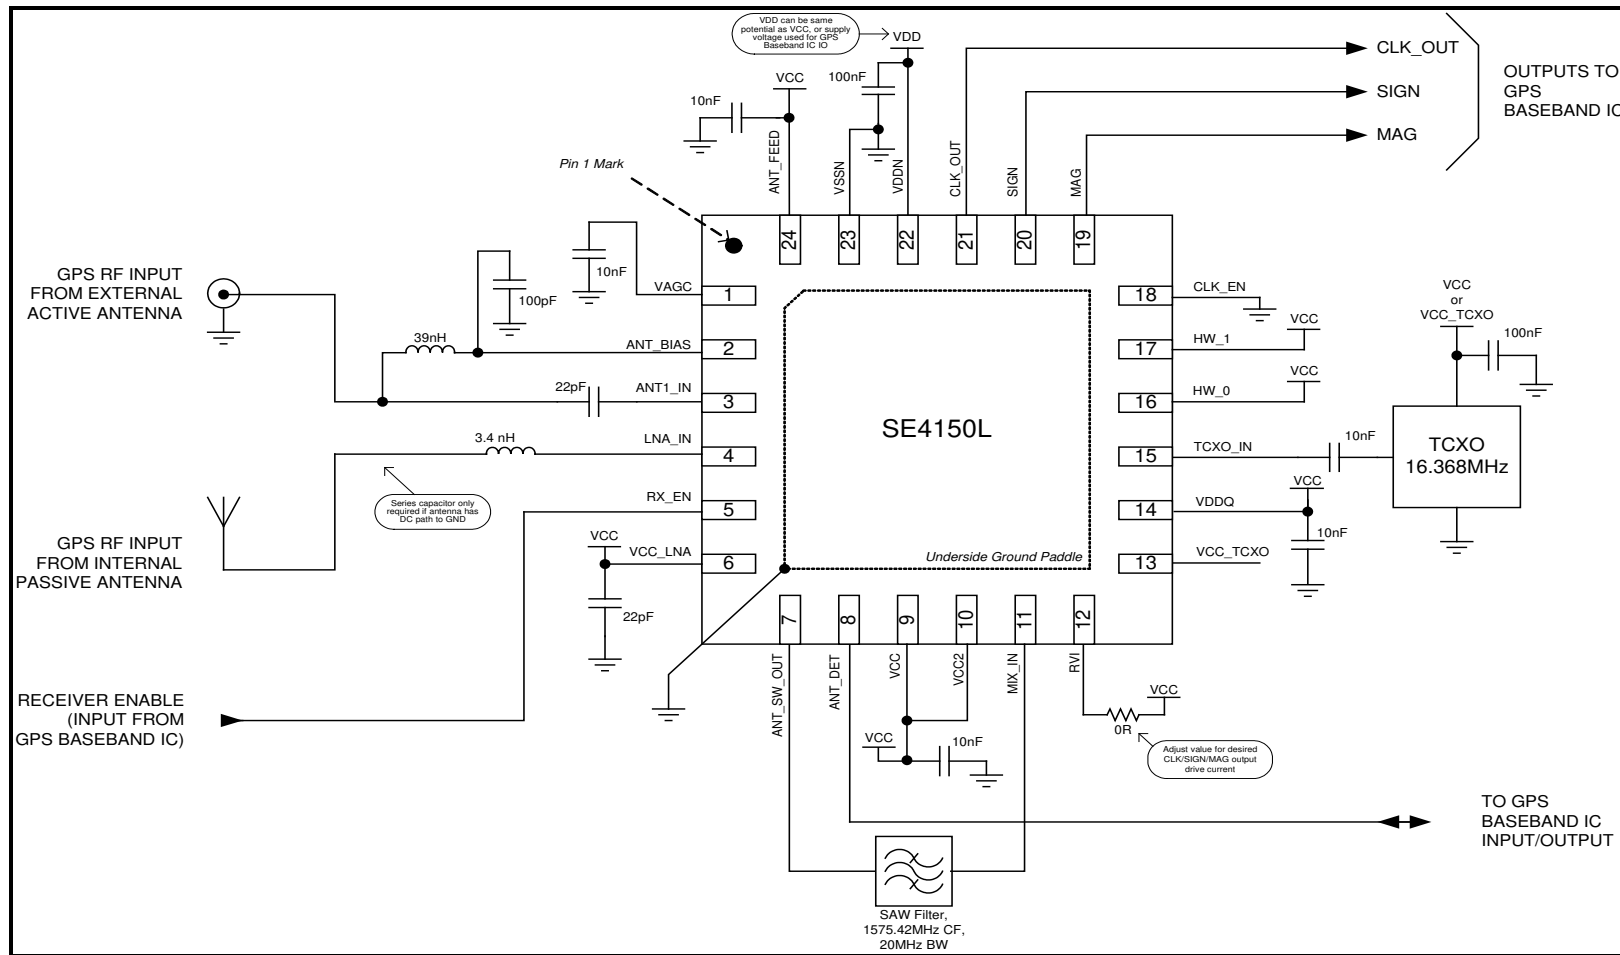 VDD can be same
potential as VCC, or supply
voltage used for GPS
Baseband IC IO
VDD
VCC
100nF
10nF
CLK_OUT
SIGN
MAG
OUTPUTS TO
GPS
BASEBAND IC
Pin 1 Mark
ANT_FEED
VSSN
VDDN
CLK_OUT
SIGN
MAG
24
23
22
21
20
19
GPS RF INPUT
FROM EXTERNAL
ACTIVE ANTENNA
10nF
100pF
39nH
22pF
VAGC
1
ANT_BIAS
2
ANT1_IN
3
3.4 nH
LNA_IN
4
Series capacitor only
required if antenna has
DC path to GND
RX_EN
5
GPS RF INPUT
FROM INTERNAL
PASSIVE ANTENNA
VCC
VCC_LNA
6
22pF
SE4150L
Underside Ground Paddle
18
CLK_EN
17
HW_1
VCC
16
HW_0
VCC
15
TCXO_IN
10nF
VCC
or
VCC_TCXO
100nF
TCXO
16.368MHz
14
VDDQ
VCC
10nF
13
VCC_TCXO
7
8
9
10
11
12
ANT_SW_OUT
ANT_DET
VCC
VCC2
MIX_IN
RVI
RECEIVER ENABLE
(INPUT FROM
GPS BASEBAND IC)
VCC
10nF
VCC
0R
Adjust value for desired
CLK/SIGN/MAG output
drive current
TO GPS
BASEBAND IC
INPUT/OUTPUT
SAW Filter,
1575.42MHz CF,
20MHz BW